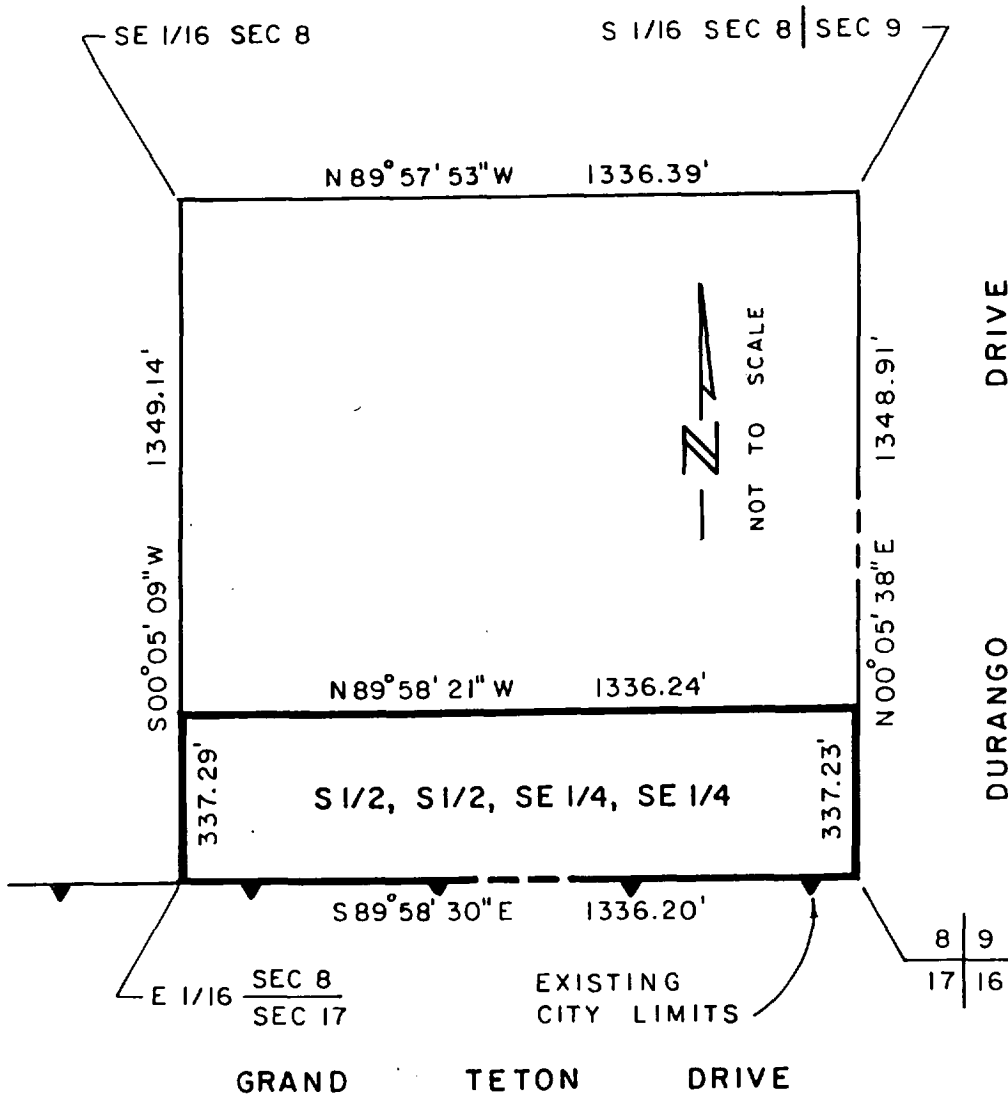 SE 1/16 SEC 8
S 1/16 SEC 8 | SEC 9
N 89° 57' 53" W 1336.39'
1349.14'
S 00° 05' 09" W
N
NOT TO SCALE
1348.91'
N 00° 05' 38" E
DURANGO DRIVE
N 89° 58' 21" W 1336.24'
337.29'
S 1/2, S 1/2, SE 1/4, SE 1/4
337.23'
S 89° 58' 30" E 1336.20'
E 1/16 SEC 8
SEC 17
EXISTING
CITY LIMITS
8 | 9
17 | 16
GRAND TETON DRIVE